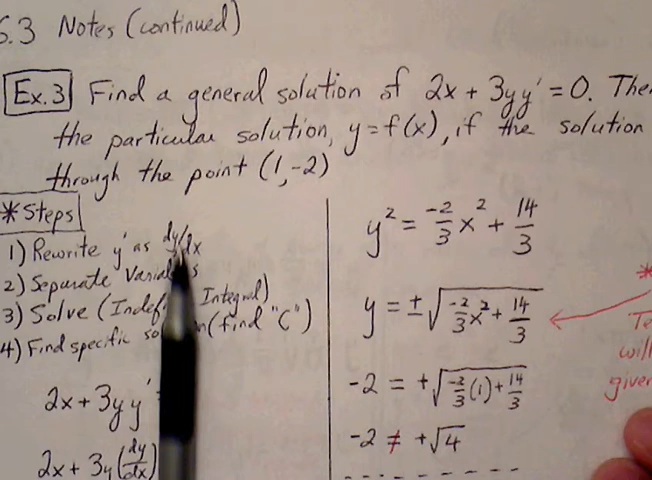 6.3 Notes (continued)
Ex. 3 Find a general solution of 2x + 3yy' = 0. The
the particular solution, y = f(x), if the solution
through the point (1, -2)
*Steps
1) Rewrite y' as dy/dx
2) Separate Variables
3) Solve (Indef Integral)
4) Find specific (find "C")
2x + 3yy'
2x + 3y(dy/dx)
y² = -2/3 x² + 14/3
y = ±√(-2/3 x² + 14/3)
-2 = +√(-2/3 (1) + 14/3)
-2 ≠ +√4
*
will
given